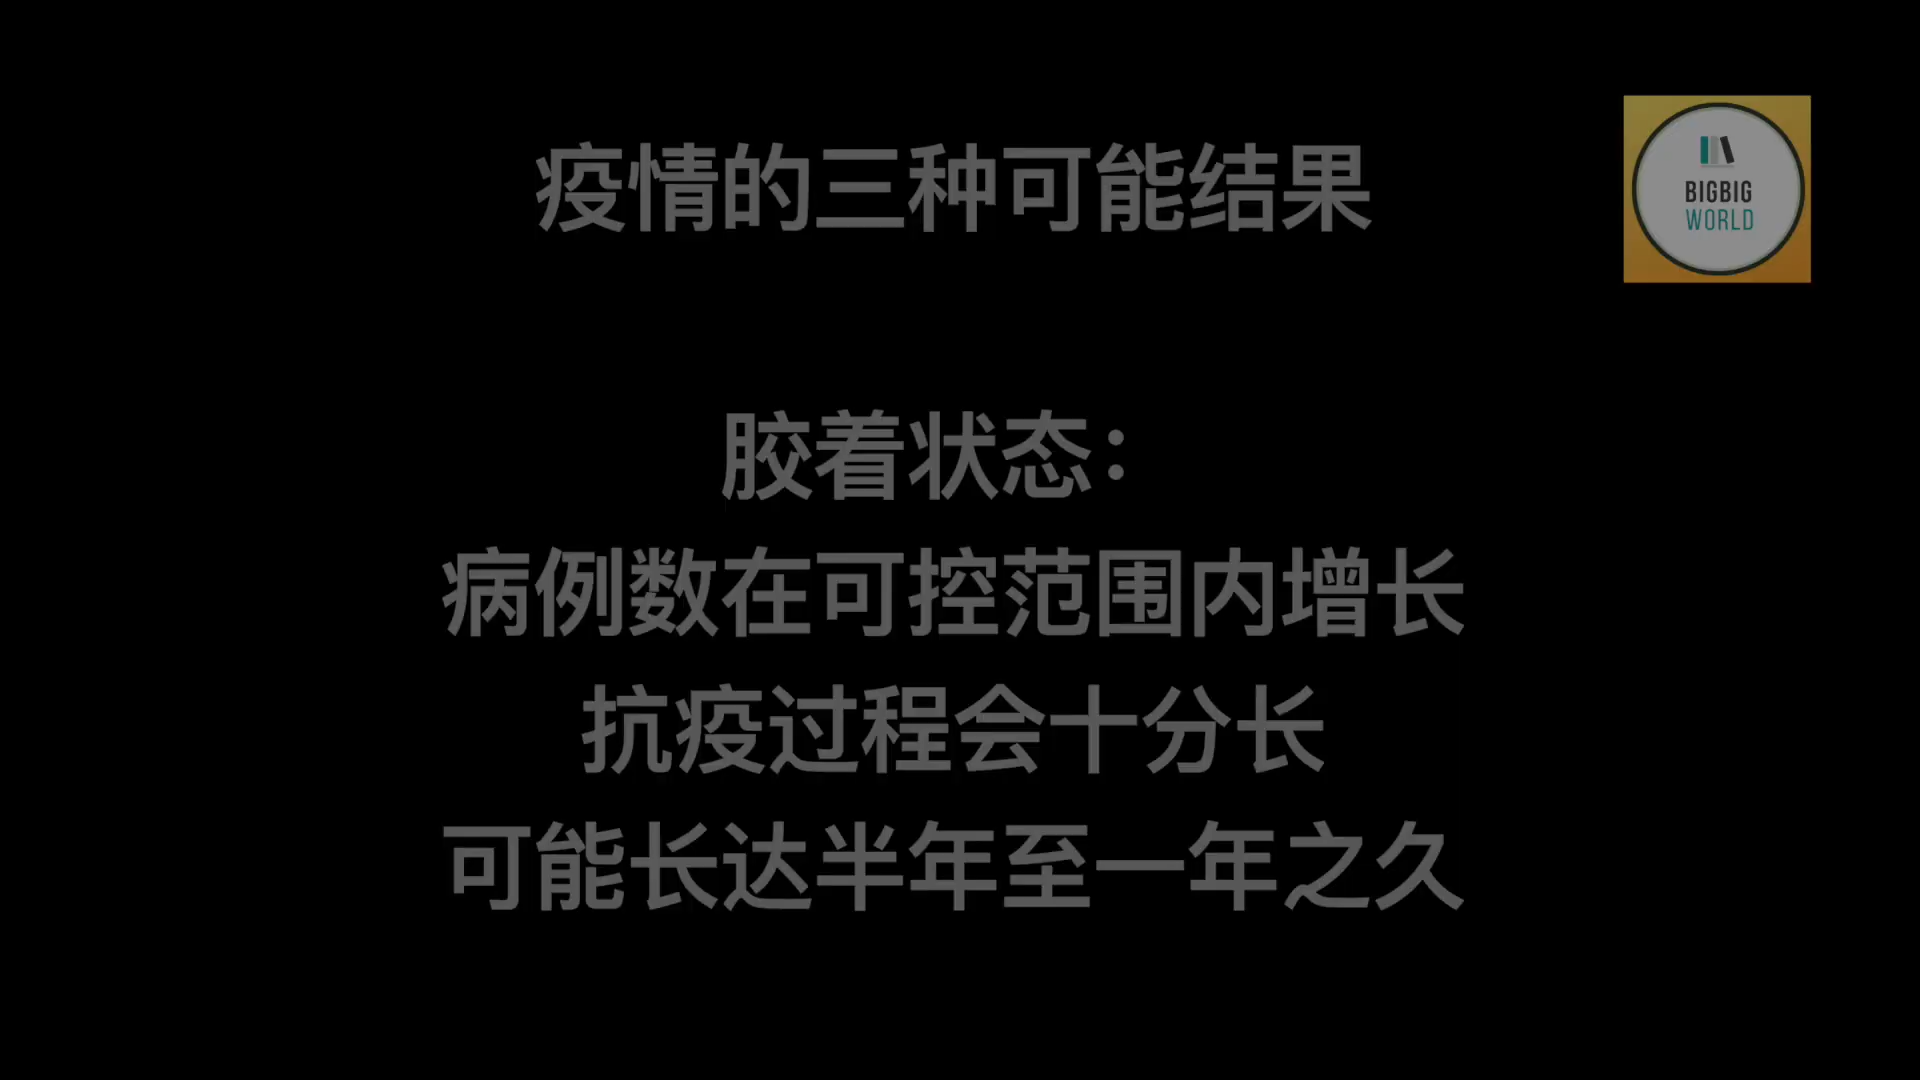 疫情的三种可能结果
BIGBIG
WORLD
胶着状态：
病例数在可控范围内增长
抗疫过程会十分长
可能长达半年至一年之久